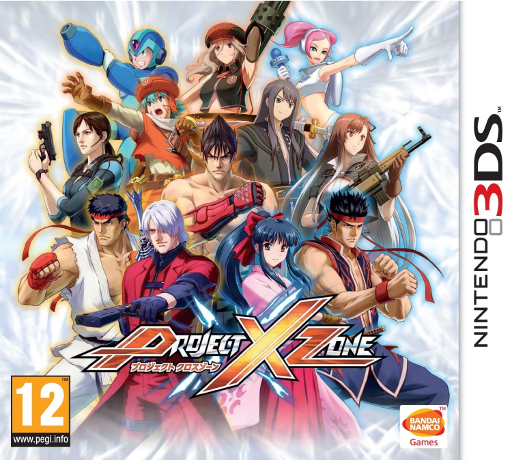 NINTENDO 3DS™
PROJECT X ZONE
プロジェクト クロスゾーン
12
www.pegi.info
BANDAI
NAMCO
Games